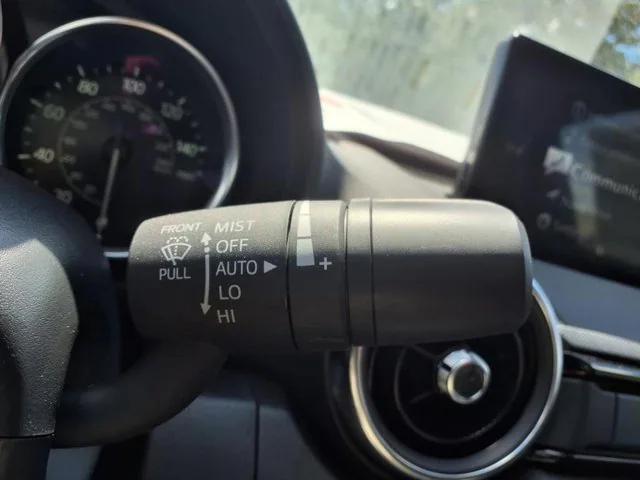 80 100
60 120
40 140
20
Communic
FRONT MIST
OFF
PULL AUTO +
LO
HI